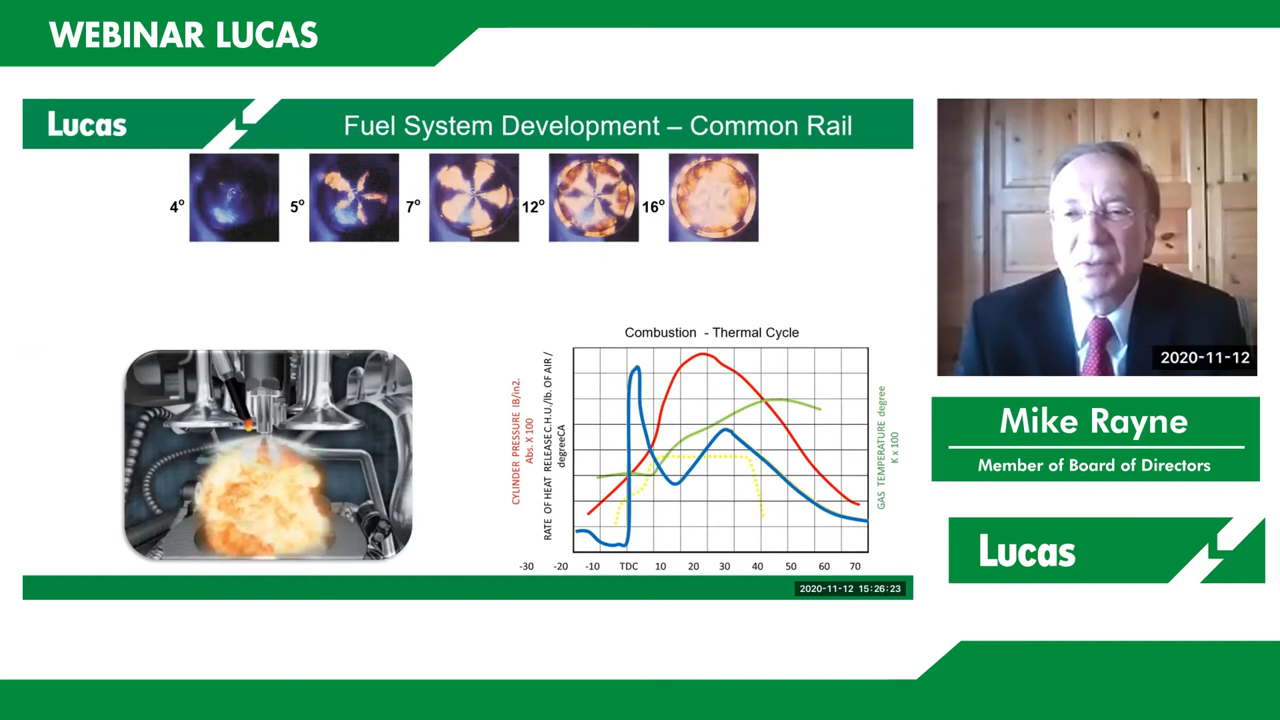 WEBINAR LUCAS
Lucas
Fuel System Development – Common Rail
4°
5°
7°
12°
16°
Combustion - Thermal Cycle
CYLINDER PRESSURE IB/in2.
Abs. X 100
RATE OF HEAT RELEASE C.H.U./lb. OF AIR /
degreeCA
GAS TEMPERATURE degree
K x 100
-30 -20 -10 TDC 10 20 30 40 50 60 70
2020-11-12 15:26:23
2020-11-12
Mike Rayne
Member of Board of Directors
Lucas